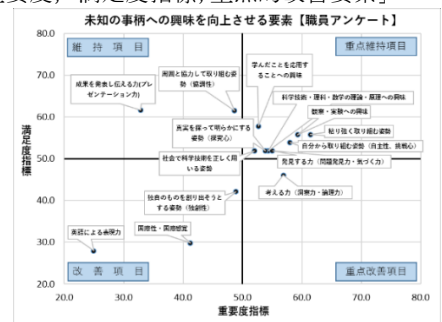 未知の事柄への興味を向上させる要素【職員アンケート】
80.0
維 持 項 目
重点維持項目
70.0
成果を発表し伝える力(プレ
ゼンテーション力)
周囲と協力して取り組む姿
勢(協調性)
学んだことを応用す
ることへの興味
科学技術・理科・数学の理論・原理への興味
観察・実験への興味
60.0
真実を探って明らかにする
姿勢(探究心)
粘り強く取り組む姿勢
自分から取り組む姿勢(自主性、挑戦心)
満足度指標
50.0
社会で科学技術を正しく用
いる姿勢
発見する力(問題発見力・気づく力)
40.0
独自のものを創り出そうと
する姿勢(独創性)
考える力(洞察力・論理力)
英語による表現力
国際性・国際感覚
30.0
改 善 項 目
重点改善項目
20.0
20.0 30.0 40.0 50.0 60.0 70.0 80.0
重要度指標